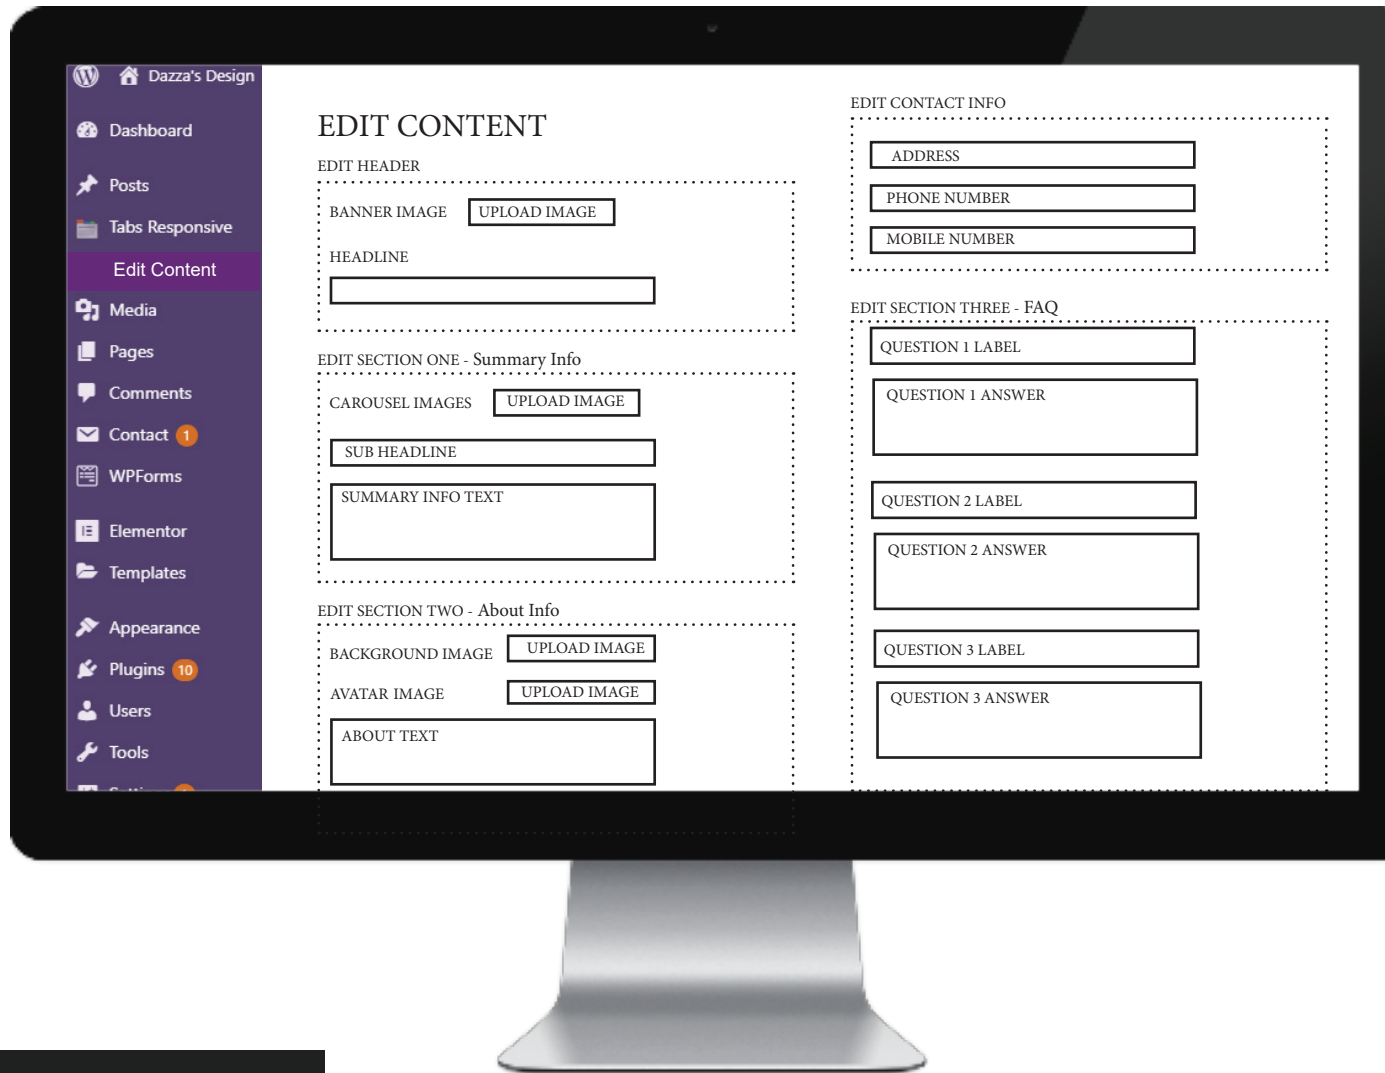 Dazza's Design
Dashboard
Posts
Tabs Responsive
Edit Content
Media
Pages
Comments
Contact 1
WPForms
Elementor
Templates
Appearance
Plugins 10
Users
Tools
EDIT CONTENT
EDIT HEADER
BANNER IMAGE UPLOAD IMAGE
HEADLINE
EDIT SECTION ONE - Summary Info
CAROUSEL IMAGES UPLOAD IMAGE
SUB HEADLINE
SUMMARY INFO TEXT
EDIT SECTION TWO - About Info
BACKGROUND IMAGE UPLOAD IMAGE
AVATAR IMAGE UPLOAD IMAGE
ABOUT TEXT
EDIT CONTACT INFO
ADDRESS
PHONE NUMBER
MOBILE NUMBER
EDIT SECTION THREE - FAQ
QUESTION 1 LABEL
QUESTION 1 ANSWER
QUESTION 2 LABEL
QUESTION 2 ANSWER
QUESTION 3 LABEL
QUESTION 3 ANSWER